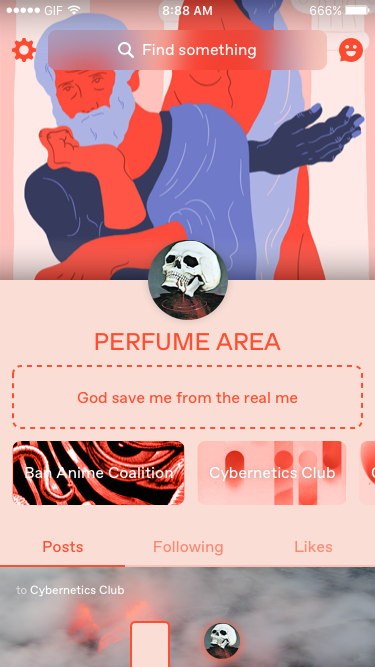 GIF 8:88 AM 666%
Find something
PERFUME AREA
God save me from the real me
Ban Anime Coalition Cybernetics Club
Posts Following Likes
to Cybernetics Club